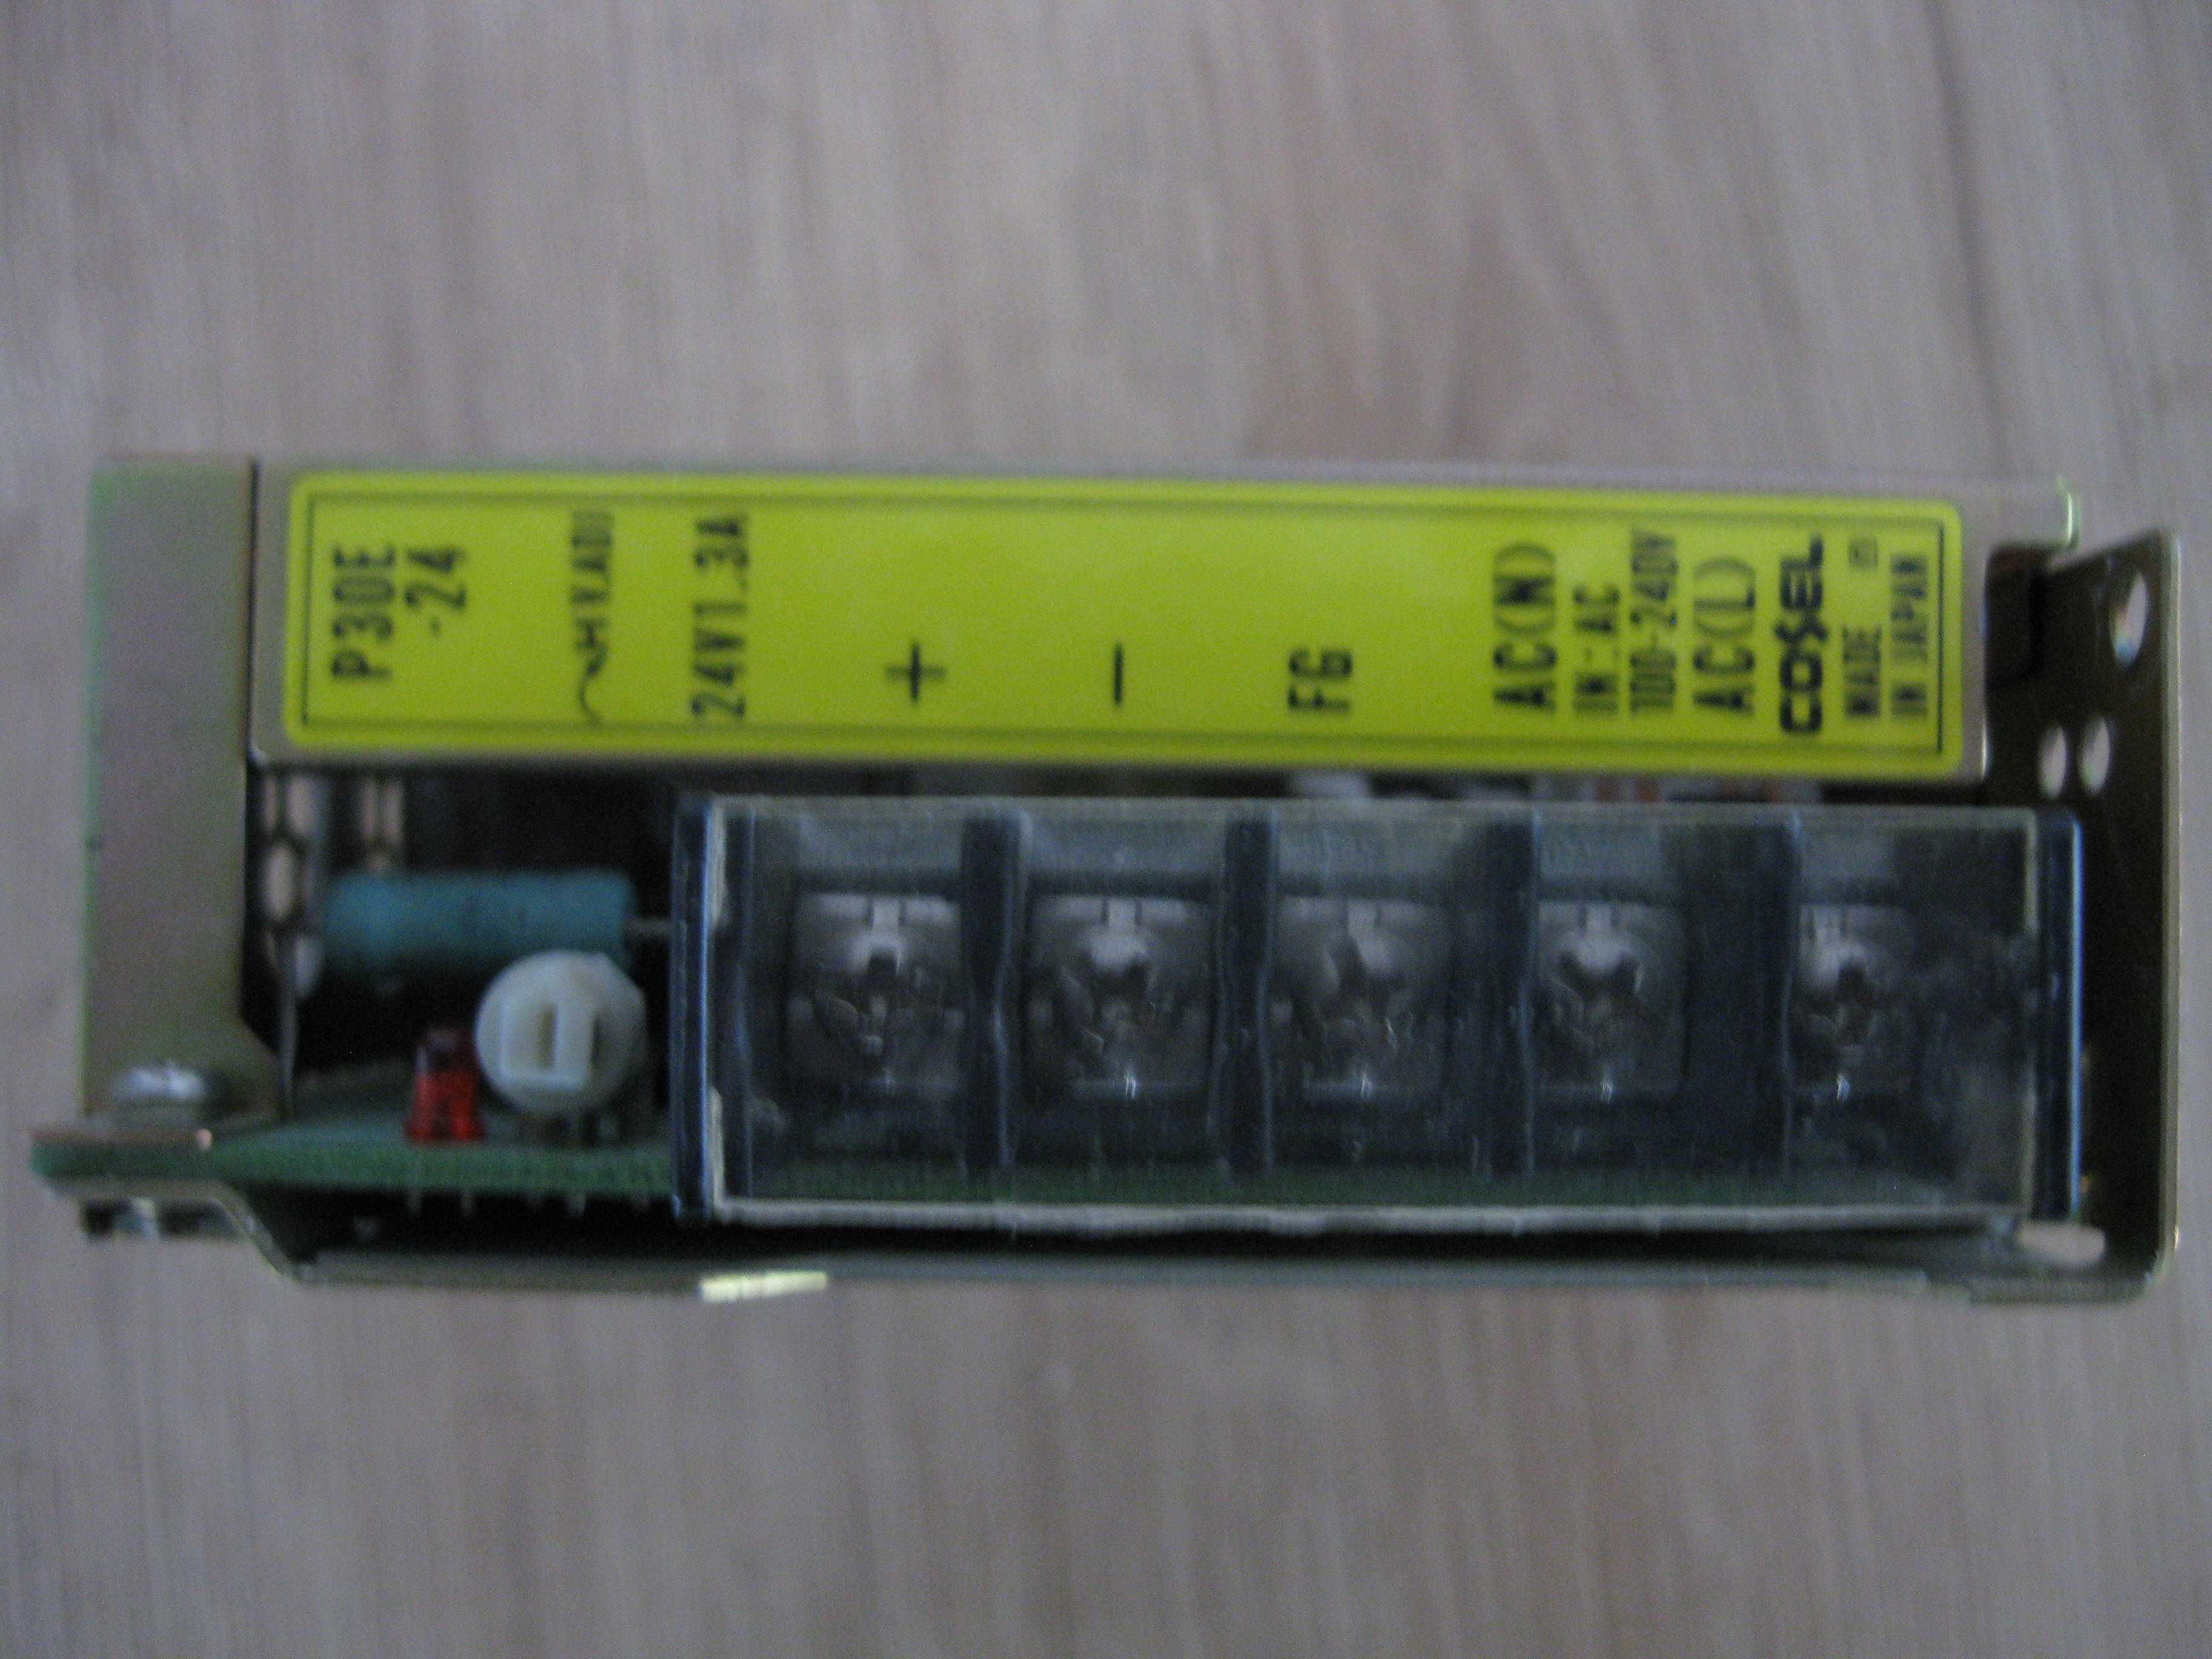 P30E
-24
V.ADJ
24V1.3A
+
−
FG
AC(N)
IN AC
100-240V
AC(L)
COSEL
MADE
IN JAPAN